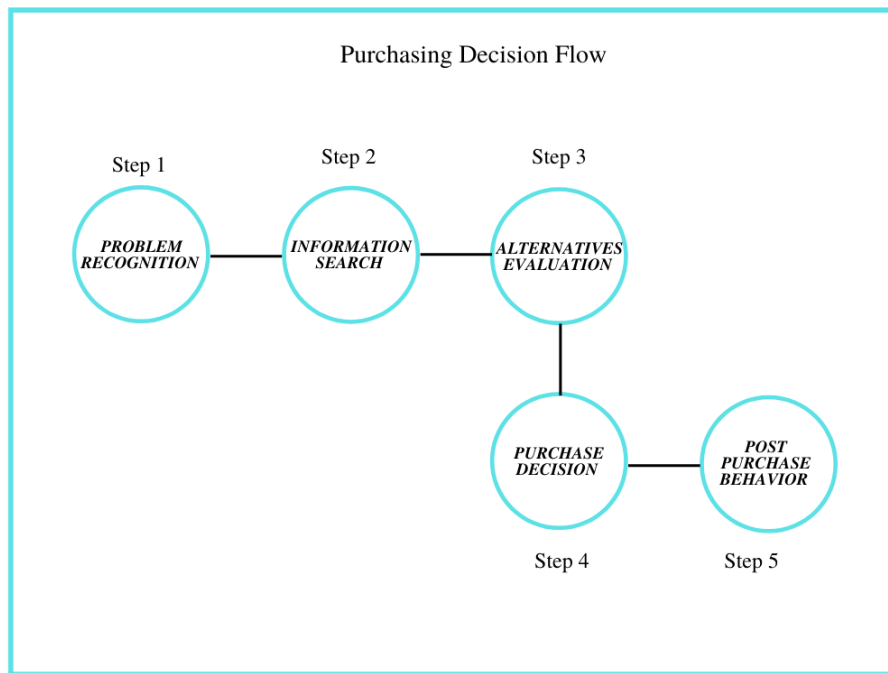 Purchasing Decision Flow
Step 1
Step 2
Step 3
PROBLEM
RECOGNITION
INFORMATION
SEARCH
ALTERNATIVES
EVALUATION
PURCHASE
DECISION
POST
PURCHASE
BEHAVIOR
Step 4
Step 5